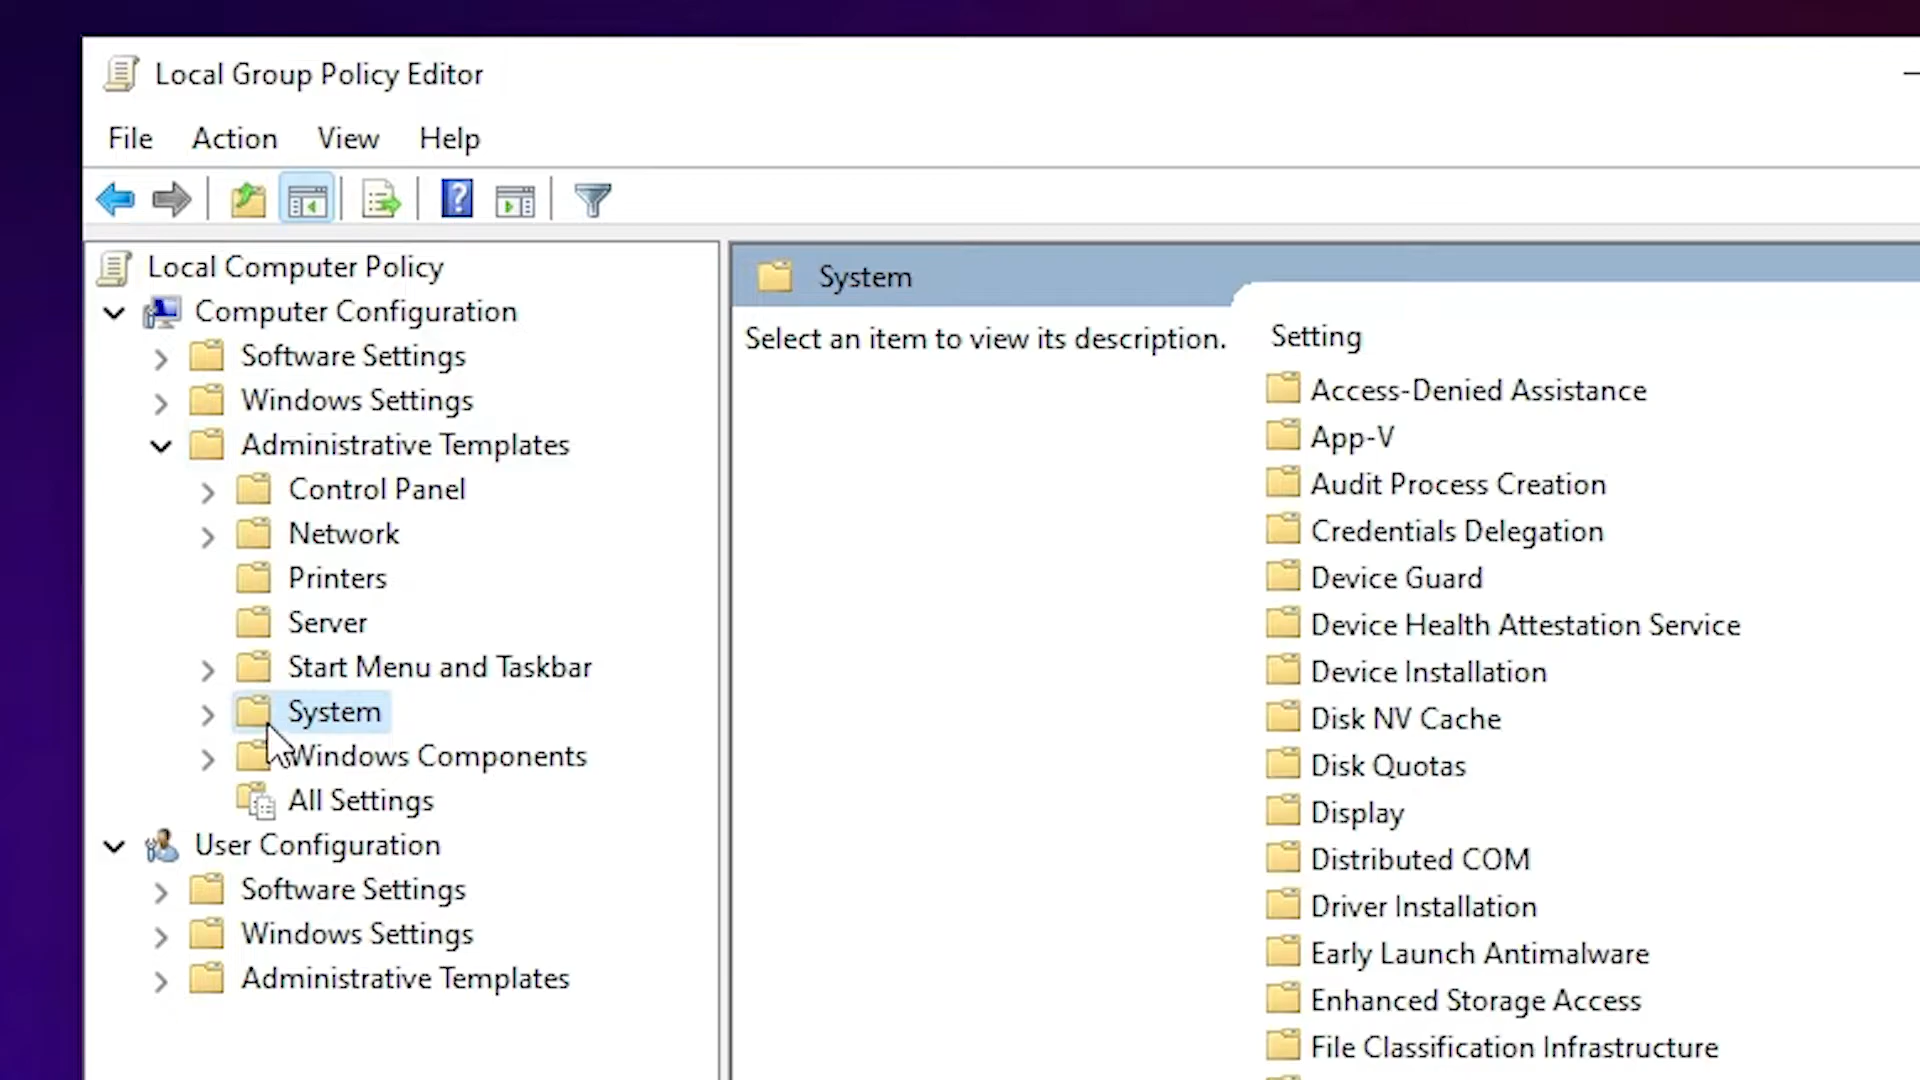 Local Group Policy Editor
File Action View Help
Local Computer Policy
Computer Configuration
Software Settings
Windows Settings
Administrative Templates
Control Panel
Network
Printers
Server
Start Menu and Taskbar
System
Windows Components
All Settings
User Configuration
Software Settings
Windows Settings
Administrative Templates
System
Select an item to view its description.
Setting
Access-Denied Assistance
App-V
Audit Process Creation
Credentials Delegation
Device Guard
Device Health Attestation Service
Device Installation
Disk NV Cache
Disk Quotas
Display
Distributed COM
Driver Installation
Early Launch Antimalware
Enhanced Storage Access
File Classification Infrastructure